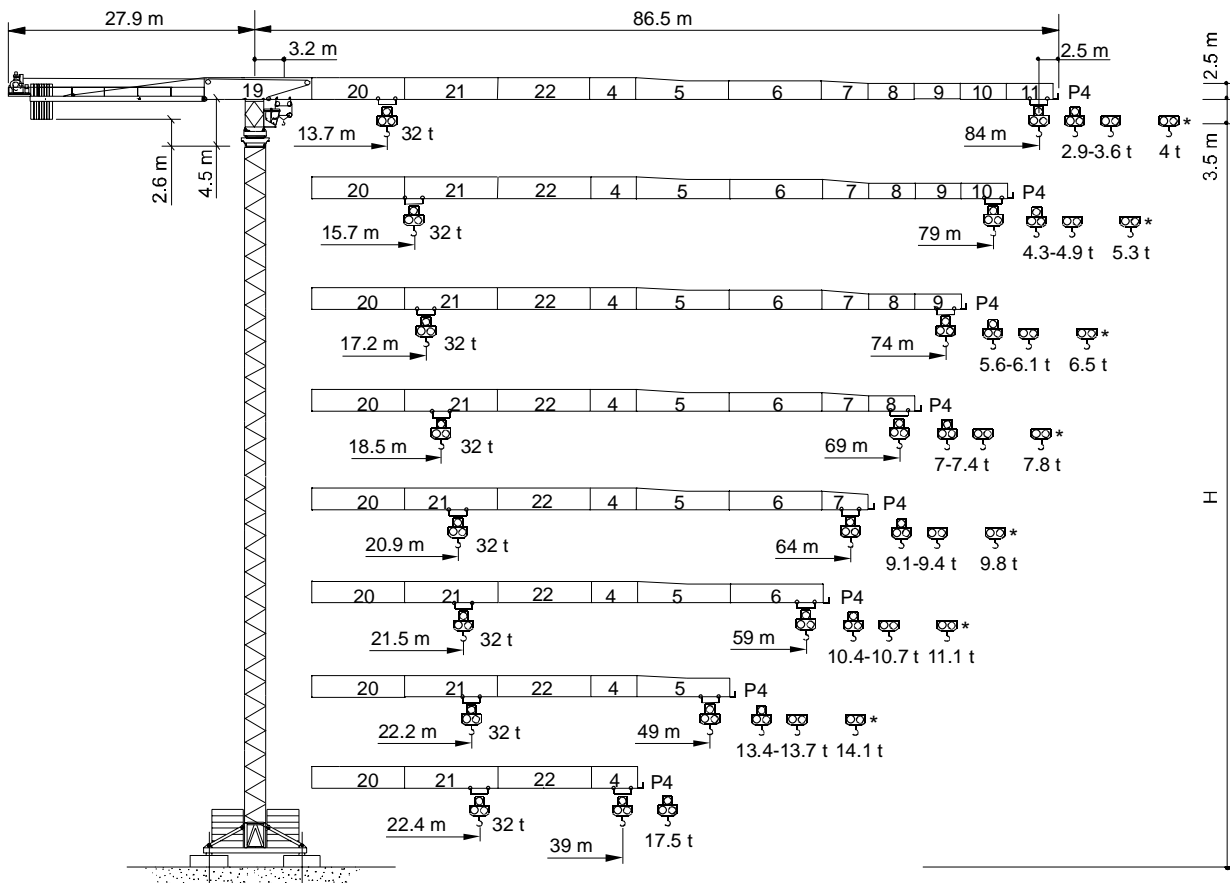 27.9 m 86.5 m
3.2 m 2.5 m
2.5 m
19 20 21 22 4 5 6 7 8 9 10 11 P4
13.7 m 32 t 84 m *
2.9-3.6 t 4 t
2.6 m 4.5 m 3.5 m
20 21 22 4 5 6 7 8 9 10 P4
15.7 m 32 t 79 m *
4.3-4.9 t 5.3 t
20 21 22 4 5 6 7 8 9 P4
17.2 m 32 t 74 m *
5.6-6.1 t 6.5 t
20 21 22 4 5 6 7 8 P4
18.5 m 32 t 69 m *
7-7.4 t 7.8 t
20 21 22 4 5 6 7 P4
H
20.9 m 32 t 64 m *
9.1-9.4 t 9.8 t
20 21 22 4 5 6 P4
21.5 m 32 t 59 m *
10.4-10.7 t 11.1 t
20 21 22 4 5 P4
22.2 m 32 t 49 m *
13.4-13.7 t 14.1 t
20 21 22 4 P4
22.4 m 32 t 39 m 17.5 t